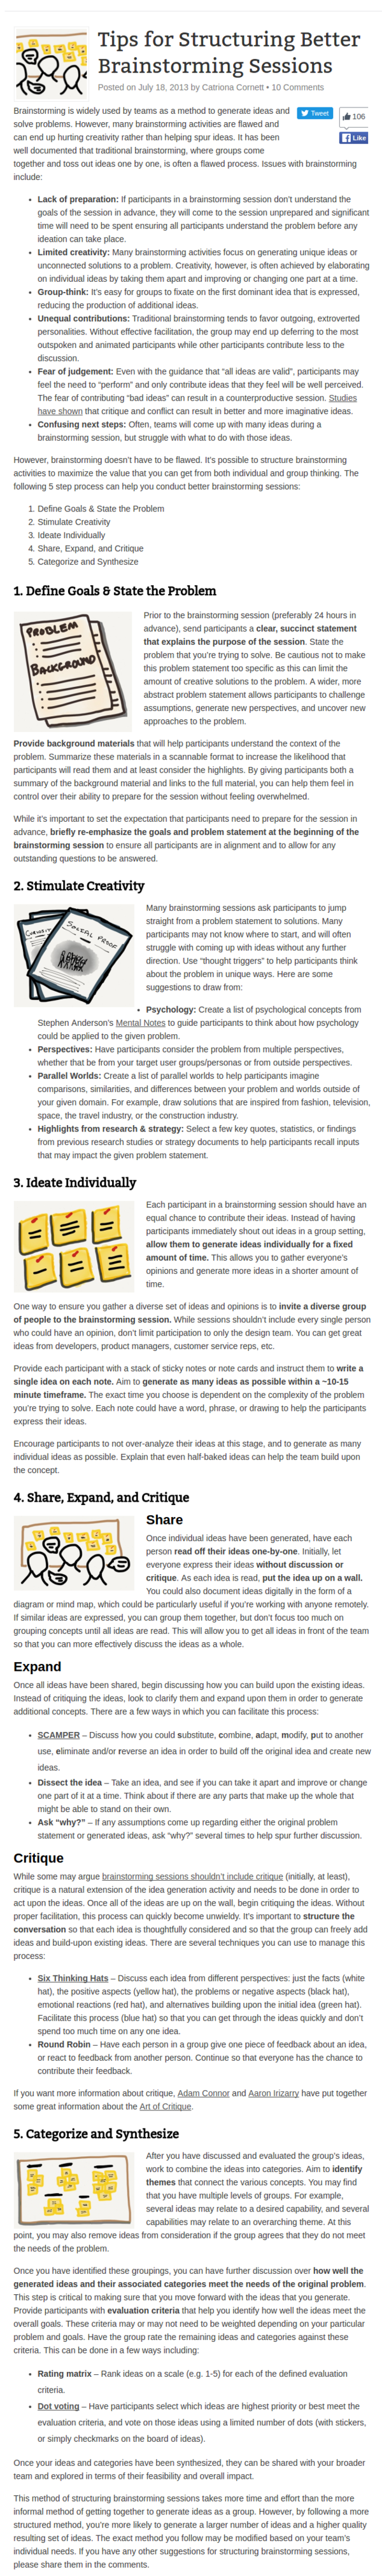 Tips for Structuring Better
Brainstorming Sessions
Posted on July 18, 2013 by Catriona Cornett • 10 Comments
Brainstorming is widely used by teams as a method to generate ideas and
Tweet
106
solve problems. However, many brainstorming activities are flawed and
can end up hurting creativity rather than helping spur ideas. It has been
Like
well documented that traditional brainstorming, where groups come
together and toss out ideas one by one, is often a flawed process. Issues with brainstorming
include:
• Lack of preparation: If participants in a brainstorming session don't understand the
goals of the session in advance, they will come to the session unprepared and significant
time will need to be spent ensuring all participants understand the problem before any
ideation can take place.
• Limited creativity: Many brainstorming activities focus on generating unique ideas or
unconnected solutions to a problem. Creativity, however, is often achieved by elaborating
on individual ideas by taking them apart and improving or changing one part at a time.
• Group-think: It's easy for groups to fixate on the first dominant idea that is expressed,
reducing the production of additional ideas.
• Unequal contributions: Traditional brainstorming tends to favor outgoing, extroverted
personalities. Without effective facilitation, the group may end up deferring to the most
outspoken and animated participants while other participants contribute less to the
discussion.
• Fear of judgement: Even with the guidance that "all ideas are valid", participants may
feel the need to "perform" and only contribute ideas that they feel will be well perceived.
The fear of contributing "bad ideas" can result in a counterproductive session. Studies
have shown that critique and conflict can result in better and more imaginative ideas.
• Confusing next steps: Often, teams will come up with many ideas during a
brainstorming session, but struggle with what to do with those ideas.
However, brainstorming doesn't have to be flawed. It's possible to structure brainstorming
activities to maximize the value that you can get from both individual and group thinking. The
following 5 step process can help you conduct better brainstorming sessions:
1. Define Goals & State the Problem
2. Stimulate Creativity
3. Ideate Individually
4. Share, Expand, and Critique
5. Categorize and Synthesize
1. Define Goals & State the Problem
PROBLEM
BACKGROUND
Prior to the brainstorming session (preferably 24 hours in
advance), send participants a clear, succinct statement
that explains the purpose of the session. State the
problem that you're trying to solve. Be cautious not to make
this problem statement too specific as this can limit the
amount of creative solutions to the problem. A wider, more
abstract problem statement allows participants to challenge
assumptions, generate new perspectives, and uncover new
approaches to the problem.
Provide background materials that will help participants understand the context of the
problem. Summarize these materials in a scannable format to increase the likelihood that
participants will read them and at least consider the highlights. By giving participants both a
summary of the background material and links to the full material, you can help them feel in
control over their ability to prepare for the session without feeling overwhelmed.
While it's important to set the expectation that participants need to prepare for the session in
advance, briefly re-emphasize the goals and problem statement at the beginning of the
brainstorming session to ensure all participants are in alignment and to allow for any
outstanding questions to be answered.
2. Stimulate Creativity
SOCIAL PROOF
Many brainstorming sessions ask participants to jump
straight from a problem statement to solutions. Many
participants may not know where to start, and will often
struggle with coming up with ideas without any further
direction. Use "thought triggers" to help participants think
about the problem in unique ways. Here are some
suggestions to draw from:
• Psychology: Create a list of psychological concepts from
Stephen Anderson's Mental Notes to guide participants to think about how psychology
could be applied to the given problem.
• Perspectives: Have participants consider the problem from multiple perspectives,
whether that be from your target user groups/personas or from outside perspectives.
• Parallel Worlds: Create a list of parallel worlds to help participants imagine
comparisons, similarities, and differences between your problem and worlds outside of
your given domain. For example, draw solutions that are inspired from fashion, television,
space, the travel industry, or the construction industry.
• Highlights from research & strategy: Select a few key quotes, statistics, or findings
from previous research studies or strategy documents to help participants recall inputs
that may impact the given problem statement.
3. Ideate Individually
Each participant in a brainstorming session should have an
equal chance to contribute their ideas. Instead of having
participants immediately shout out ideas in a group setting,
allow them to generate ideas individually for a fixed
amount of time. This allows you to gather everyone's
opinions and generate more ideas in a shorter amount of
time.
One way to ensure you gather a diverse set of ideas and opinions is to invite a diverse group
of people to the brainstorming session. While sessions shouldn't include every single person
who could have an opinion, don't limit participation to only the design team. You can get great
ideas from developers, product managers, customer service reps, etc.
Provide each participant with a stack of sticky notes or note cards and instruct them to write a
single idea on each note. Aim to generate as many ideas as possible within a ~10-15
minute timeframe. The exact time you choose is dependent on the complexity of the problem
you're trying to solve. Each note could have a word, phrase, or drawing to help the participants
express their ideas.
Encourage participants to not over-analyze their ideas at this stage, and to generate as many
individual ideas as possible. Explain that even half-baked ideas can help the team build upon
the concept.
4. Share, Expand, and Critique
Share
Once individual ideas have been generated, have each
person read off their ideas one-by-one. Initially, let
everyone express their ideas without discussion or
critique. As each idea is read, put the idea up on a wall.
You could also document ideas digitally in the form of a
diagram or mind map, which could be particularly useful if you're working with anyone remotely.
If similar ideas are expressed, you can group them together, but don't focus too much on
grouping concepts until all ideas are read. This will allow you to get all ideas in front of the team
so that you can more effectively discuss the ideas as a whole.
Expand
Once all ideas have been shared, begin discussing how you can build upon the existing ideas.
Instead of critiquing the ideas, look to clarify them and expand upon them in order to generate
additional concepts. There are a few ways in which you can facilitate this process:
• SCAMPER – Discuss how you could substitute, combine, adapt, modify, put to another
use, eliminate and/or reverse an idea in order to build off the original idea and create new
ideas.
• Dissect the idea – Take an idea, and see if you can take it apart and improve or change
one part of it at a time. Think about if there are any parts that make up the whole that
might be able to stand on their own.
• Ask "why?" – If any assumptions come up regarding either the original problem
statement or generated ideas, ask "why?" several times to help spur further discussion.
Critique
While some may argue brainstorming sessions shouldn't include critique (initially, at least),
critique is a natural extension of the idea generation activity and needs to be done in order to
act upon the ideas. Once all of the ideas are up on the wall, begin critiquing the ideas. Without
proper facilitation, this process can quickly become unwieldy. It's important to structure the
conversation so that each idea is thoughtfully considered and so that the group can freely add
ideas and build-upon existing ideas. There are several techniques you can use to manage this
process:
• Six Thinking Hats – Discuss each idea from different perspectives: just the facts (white
hat), the positive aspects (yellow hat), the problems or negative aspects (black hat),
emotional reactions (red hat), and alternatives building upon the initial idea (green hat).
Facilitate this process (blue hat) so that you can get through the ideas quickly and don't
spend too much time on any one idea.
• Round Robin – Have each person in a group give one piece of feedback about an idea,
or react to feedback from another person. Continue so that everyone has the chance to
contribute their feedback.
If you want more information about critique, Adam Connor and Aaron Irizarry have put together
some great information about the Art of Critique.
5. Categorize and Synthesize
After you have discussed and evaluated the group's ideas,
work to combine the ideas into categories. Aim to identify
themes that connect the various concepts. You may find
that you have multiple levels of groups. For example,
several ideas may relate to a desired capability, and several
capabilities may relate to an overarching theme. At this
point, you may also remove ideas from consideration if the group agrees that they do not meet
the needs of the problem.
Once you have identified these groupings, you can have further discussion over how well the
generated ideas and their associated categories meet the needs of the original problem.
This step is critical to making sure that you move forward with the ideas that you generate.
Provide participants with evaluation criteria that help you identify how well the ideas meet the
overall goals. These criteria may or may not need to be weighted depending on your particular
problem and goals. Have the group rate the remaining ideas and categories against these
criteria. This can be done in a few ways including:
• Rating matrix – Rank ideas on a scale (e.g. 1-5) for each of the defined evaluation
criteria.
• Dot voting – Have participants select which ideas are highest priority or best meet the
evaluation criteria, and vote on those ideas using a limited number of dots (with stickers,
or simply checkmarks on the board of ideas).
Once your ideas and categories have been synthesized, they can be shared with your broader
team and explored in terms of their feasibility and overall impact.
This method of structuring brainstorming sessions takes more time and effort than the more
informal method of getting together to generate ideas as a group. However, by following a more
structured method, you're more likely to generate a larger number of ideas and a higher quality
resulting set of ideas. The exact method you follow may be modified based on your team's
individual needs. If you have any other suggestions for structuring brainstorming sessions,
please share them in the comments.